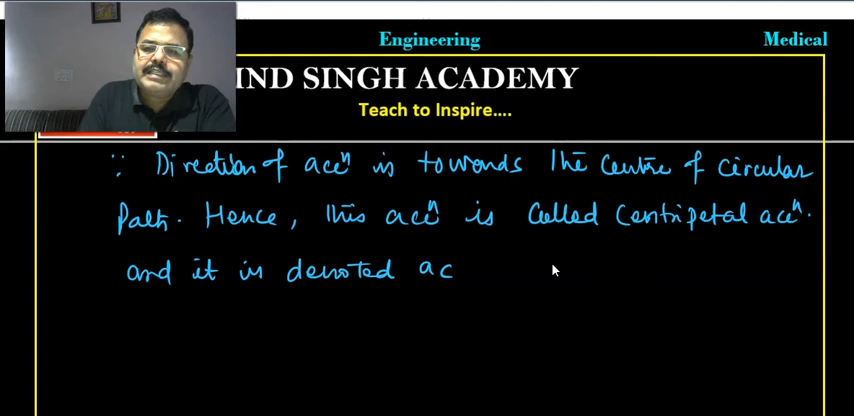 Engineering Medical
IND SINGH ACADEMY
Teach to Inspire....
∵ Direction of accⁿ is towards the centre of circular
Path. Hence, this accⁿ is called centripetal accⁿ.
and it is denoted ac